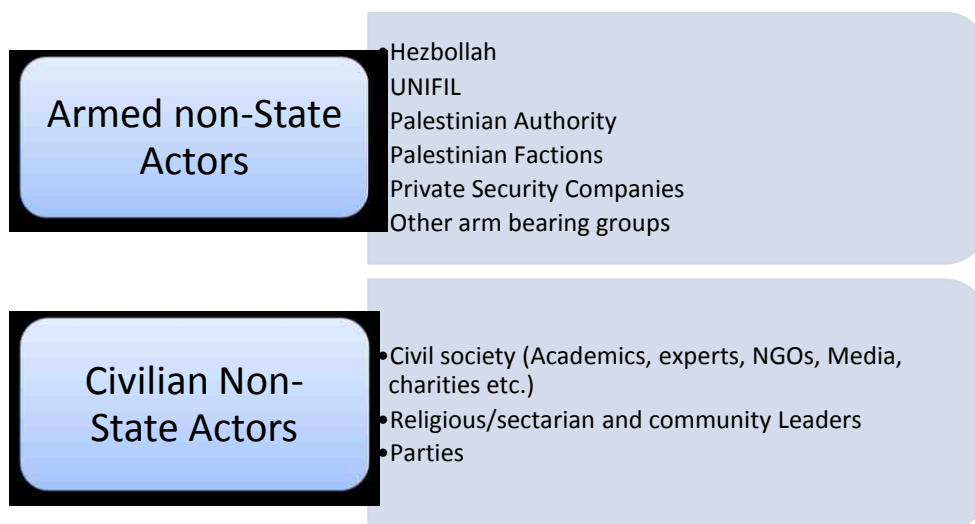 Armed non-State
Actors
•Hezbollah
UNIFIL
Palestinian Authority
Palestinian Factions
Private Security Companies
Other arm bearing groups
Civilian Non-
State Actors
•Civil society (Academics, experts, NGOs, Media,
charities etc.)
•Religious/sectarian and community Leaders
•Parties